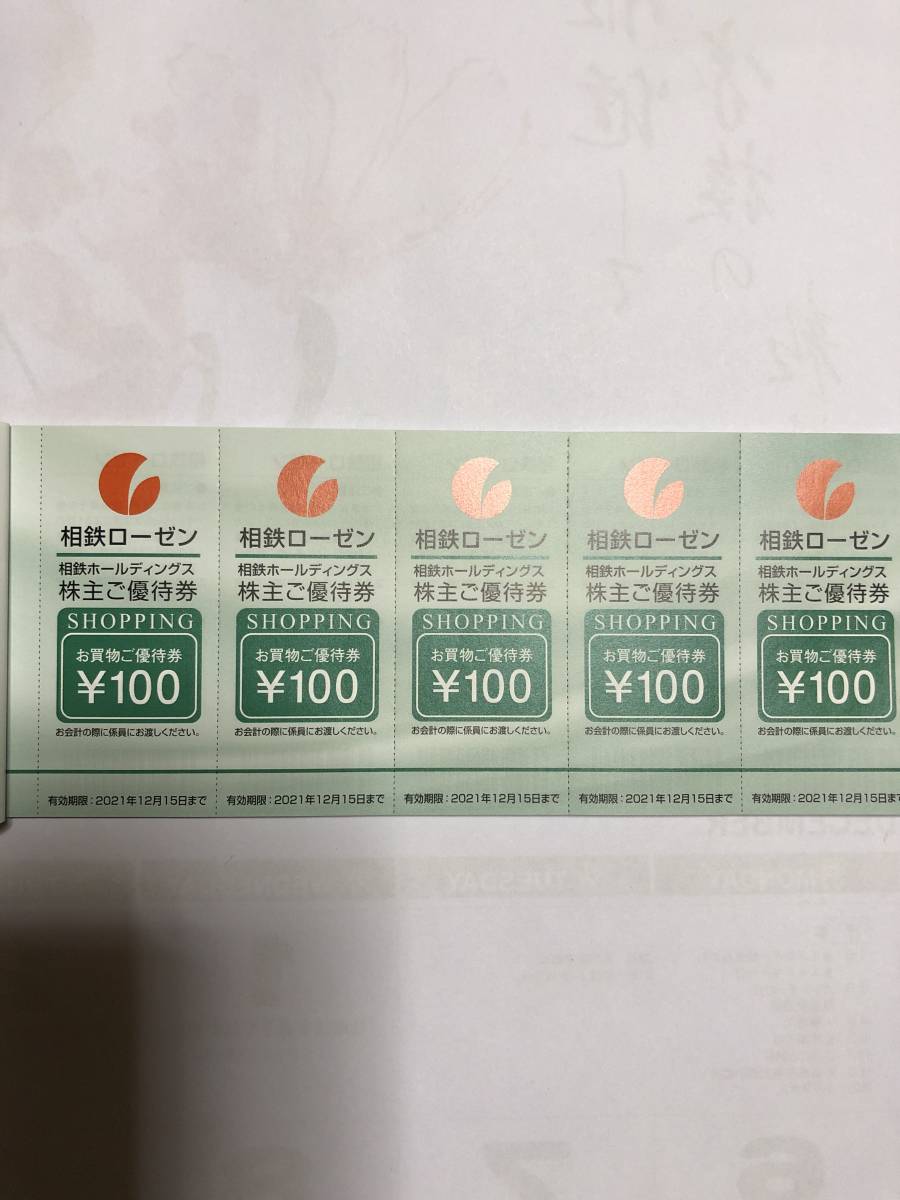 相鉄ローゼン
相鉄ホールディングス
株主ご優待券
SHOPPING
お買物ご優待券
¥100
お会計の際に係員にお渡しください。
有効期限:2021年12月15日まで
相鉄ローゼン
相鉄ホールディングス
株主ご優待券
SHOPPING
お買物ご優待券
¥100
お会計の際に係員にお渡しください。
有効期限:2021年12月15日まで
相鉄ローゼン
相鉄ホールディングス
株主ご優待券
SHOPPING
お買物ご優待券
¥100
お会計の際に係員にお渡しください。
有効期限:2021年12月15日まで
相鉄ローゼン
相鉄ホールディングス
株主ご優待券
SHOPPING
お買物ご優待券
¥100
お会計の際に係員にお渡しください。
有効期限:2021年12月15日まで
相鉄ローゼン
相鉄ホールディングス
株主ご優待券
SHOPPING
お買物ご優待券
¥100
お会計の際に係員にお渡しください。
有効期限:2021年12月15日まで
DECEMBER
MONDAY
TUESDAY
WEDNESDAY
6
7